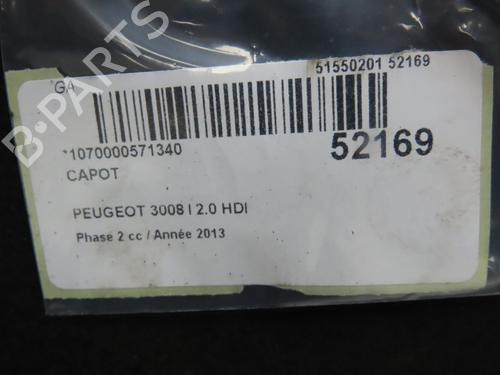 51550201 52169
GA
*1070000571340
52169
CAPOT
PEUGEOT 3008 I 2.0 HDI
Phase 2 cc / Année 2013
B-PARTS